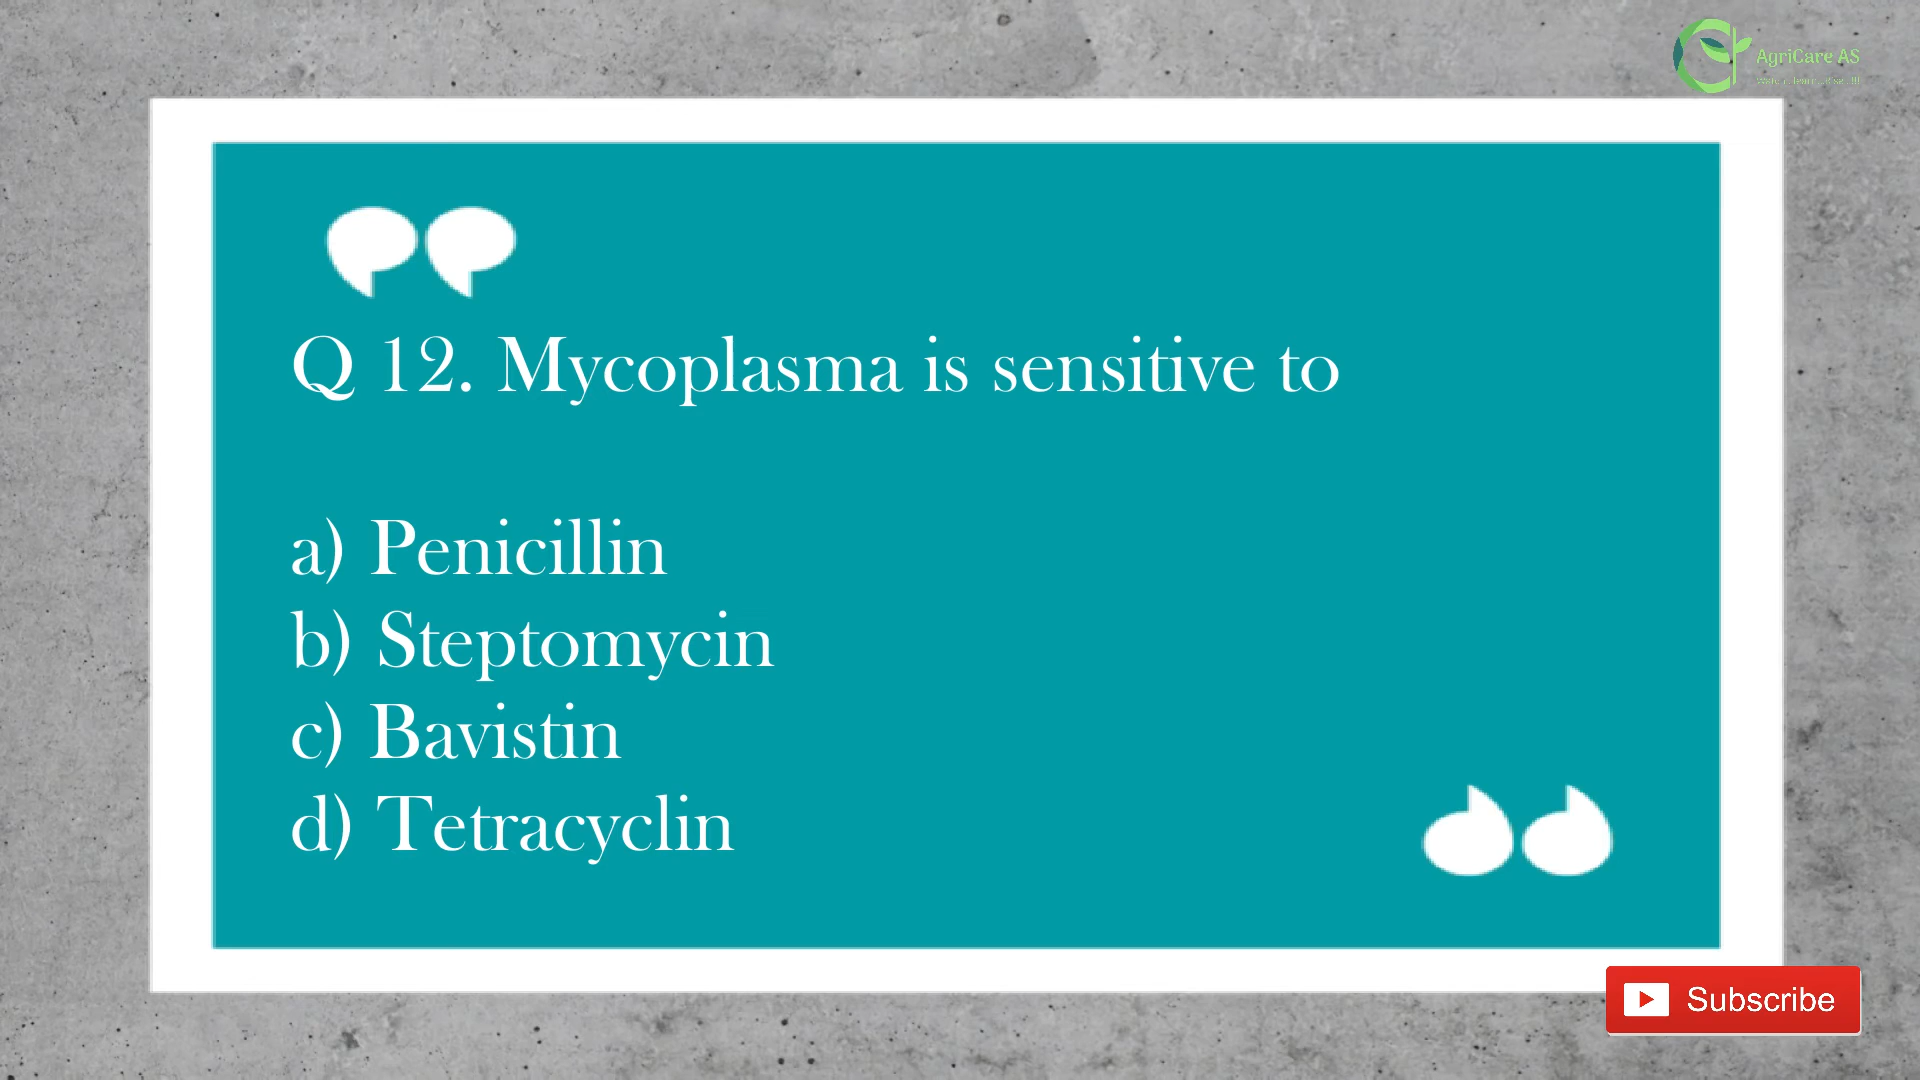 AgriCare AS
Q 12. Mycoplasma is sensitive to
a) Penicillin
b) Steptomycin
c) Bavistin
d) Tetracyclin
Subscribe